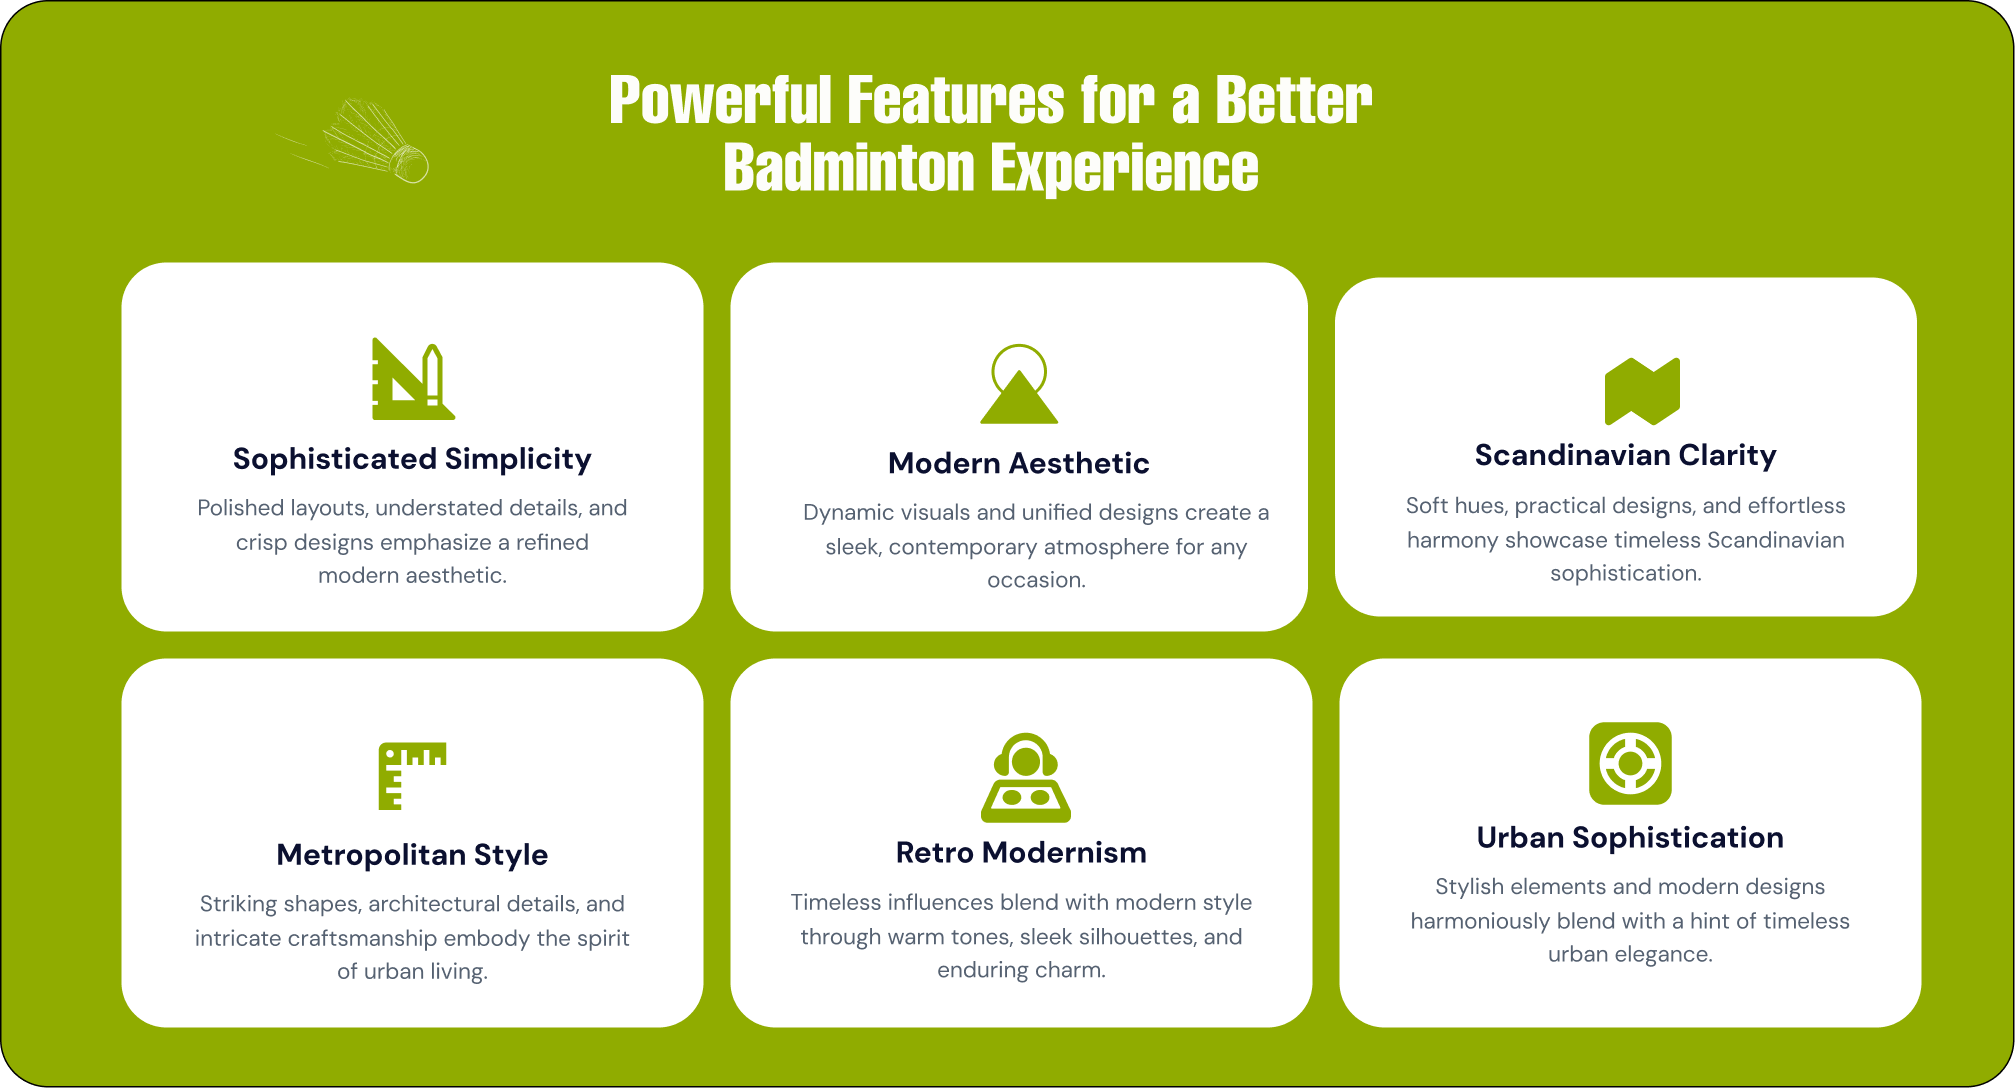 Powerful Features for a Better
Badminton Experience
Sophisticated Simplicity
Polished layouts, understated details, and
crisp designs emphasize a refined
modern aesthetic.
Modern Aesthetic
Dynamic visuals and unified designs create a
sleek, contemporary atmosphere for any
occasion.
Scandinavian Clarity
Soft hues, practical designs, and effortless
harmony showcase timeless Scandinavian
sophistication.
Metropolitan Style
Striking shapes, architectural details, and
intricate craftsmanship embody the spirit
of urban living.
Retro Modernism
Timeless influences blend with modern style
through warm tones, sleek silhouettes, and
enduring charm.
Urban Sophistication
Stylish elements and modern designs
harmoniously blend with a hint of timeless
urban elegance.